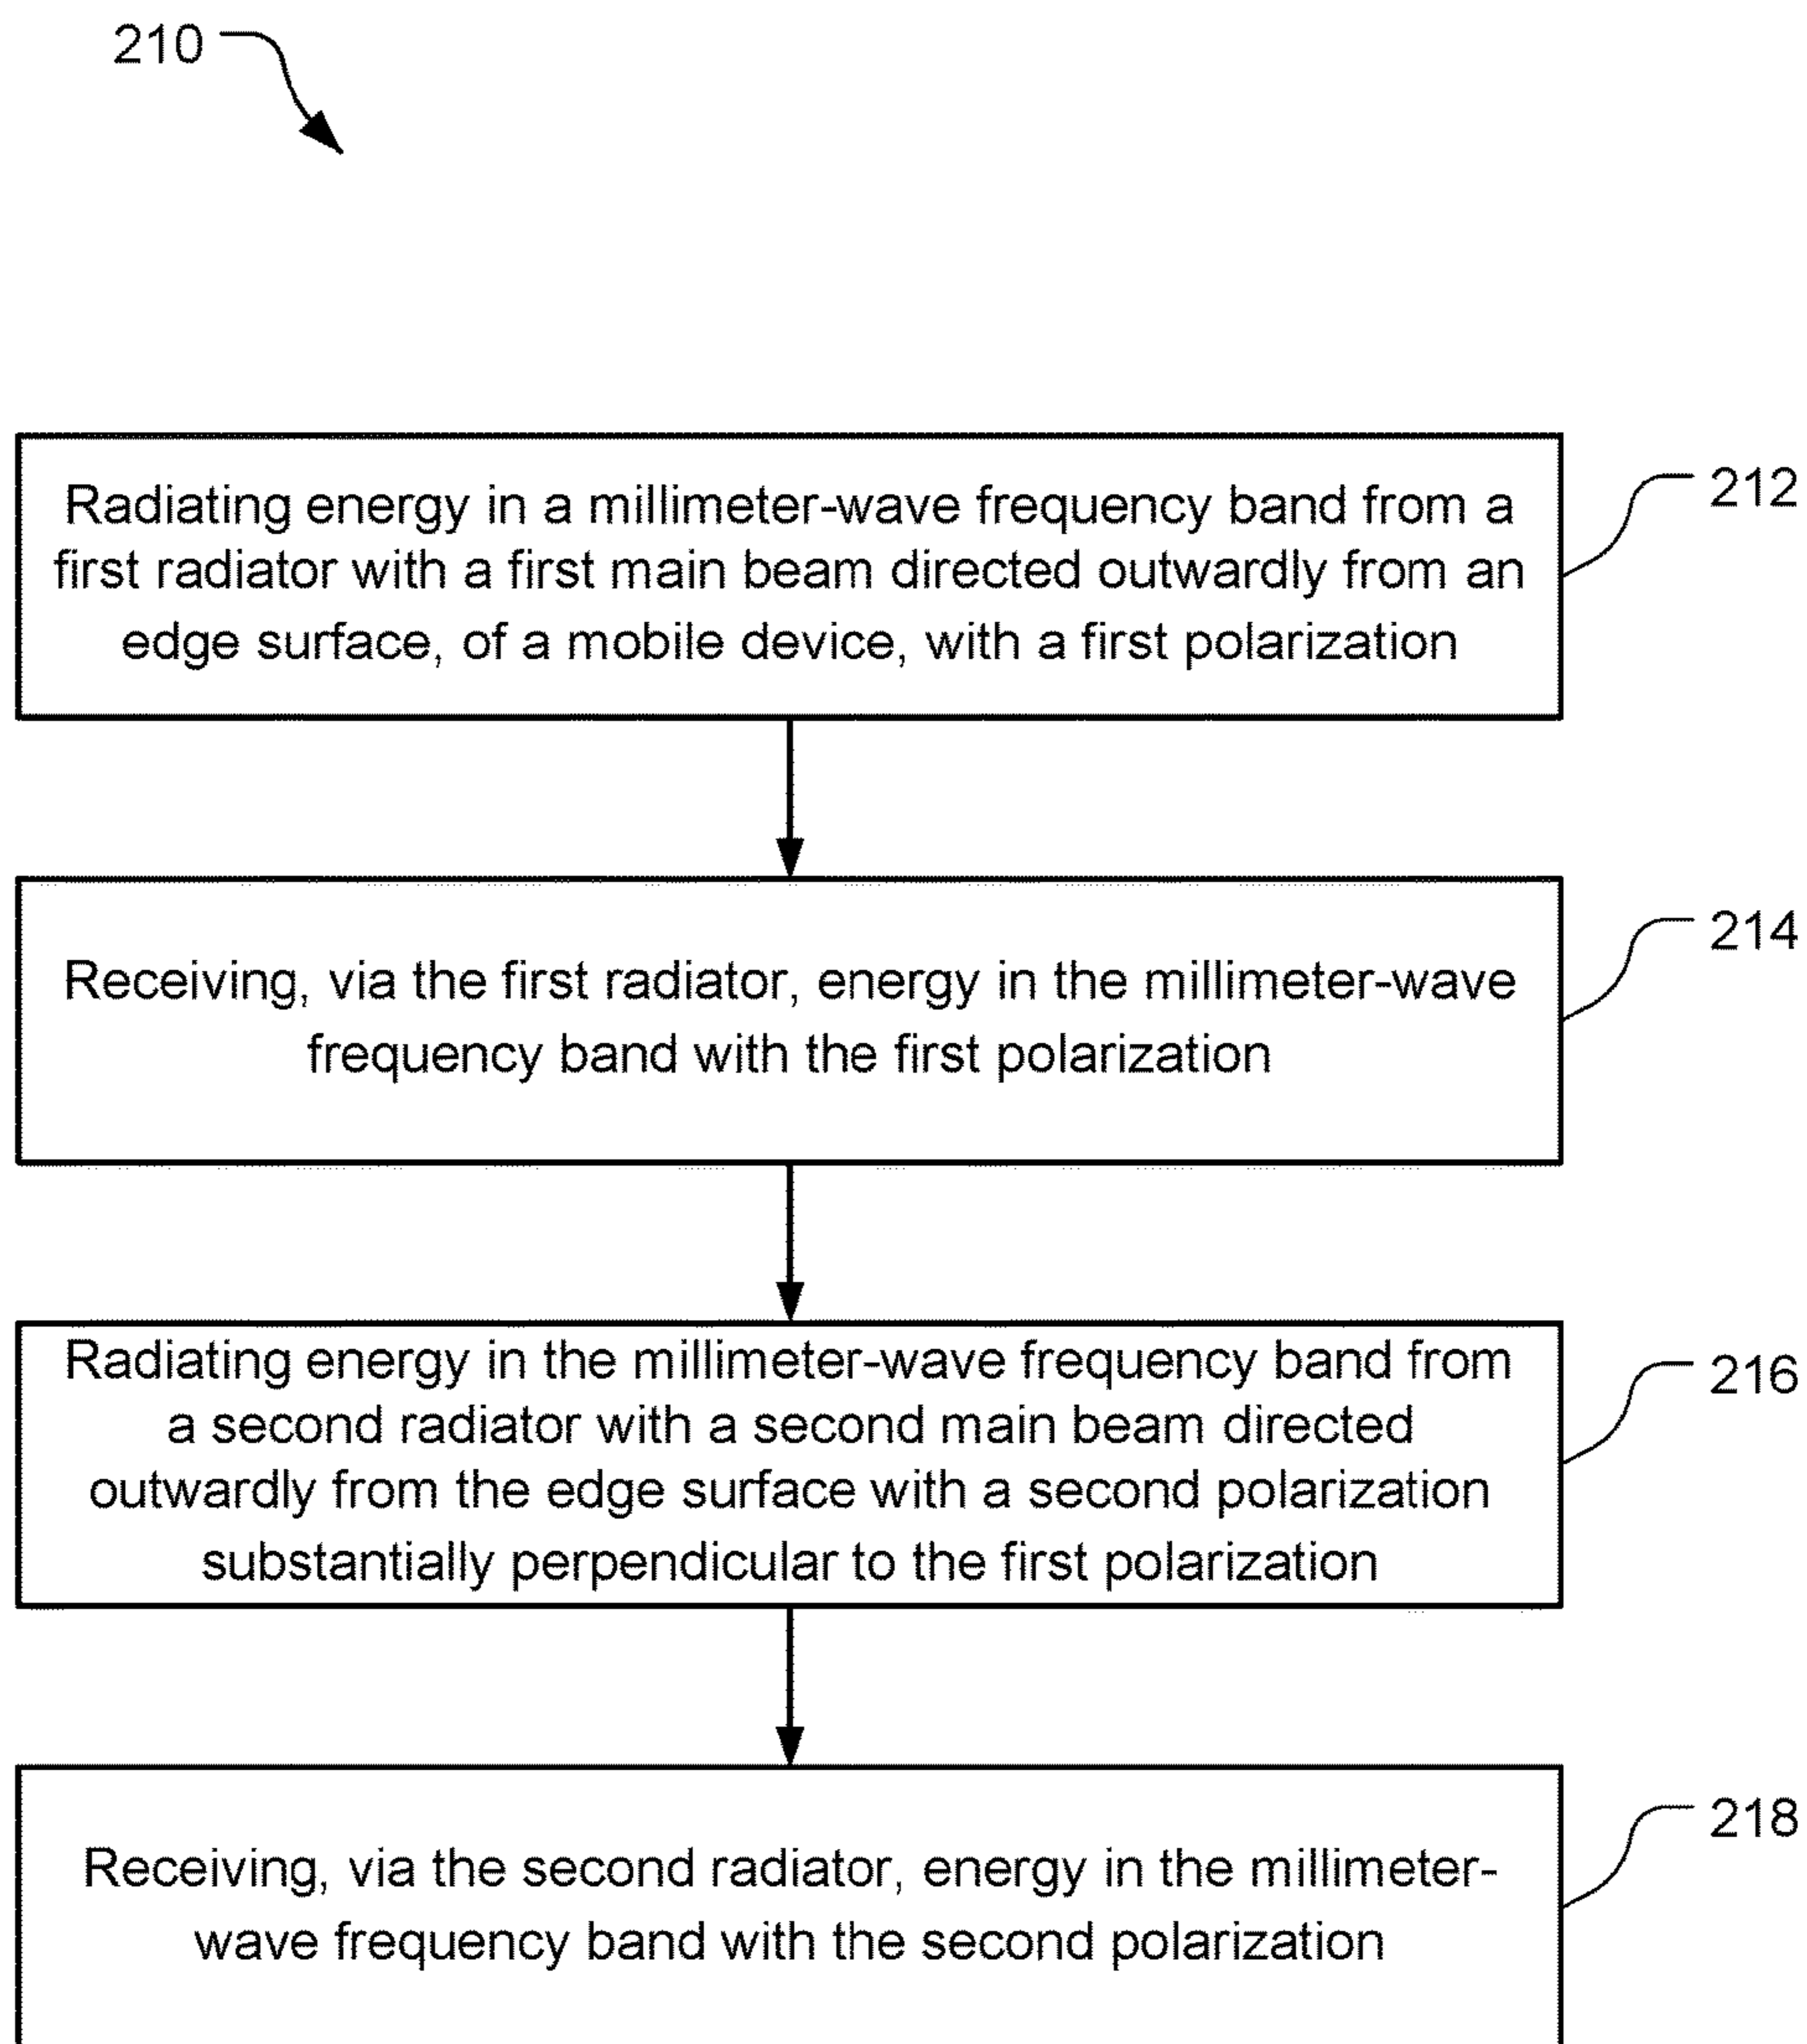 210
Radiating energy in a millimeter-wave frequency band from a
first radiator with a first main beam directed outwardly from an
edge surface, of a mobile device, with a first polarization
212
Receiving, via the first radiator, energy in the millimeter-wave
frequency band with the first polarization
214
Radiating energy in the millimeter-wave frequency band from
a second radiator with a second main beam directed
outwardly from the edge surface with a second polarization
substantially perpendicular to the first polarization
216
Receiving, via the second radiator, energy in the millimeter-
wave frequency band with the second polarization
218